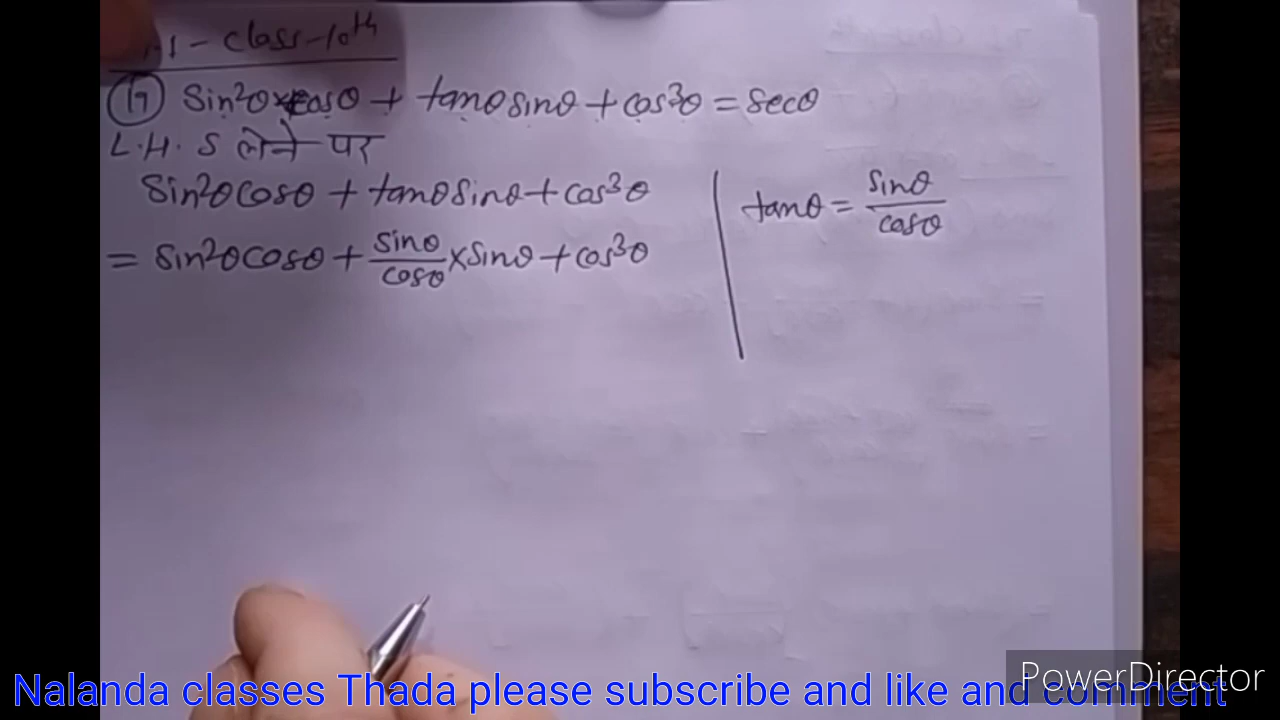 1 - Class-10th
(17) Sin²θ×cosθ + tanθ sinθ + cos³θ = secθ
L.H.S लेने पर
Sin²θ cosθ + tanθ Sinθ + cos³θ
tanθ = sinθ/cosθ
= Sin²θ cosθ + sinθ/cosθ × sinθ + cos³θ
PowerDirector
Nalanda classes Thada please subscribe and like and comment